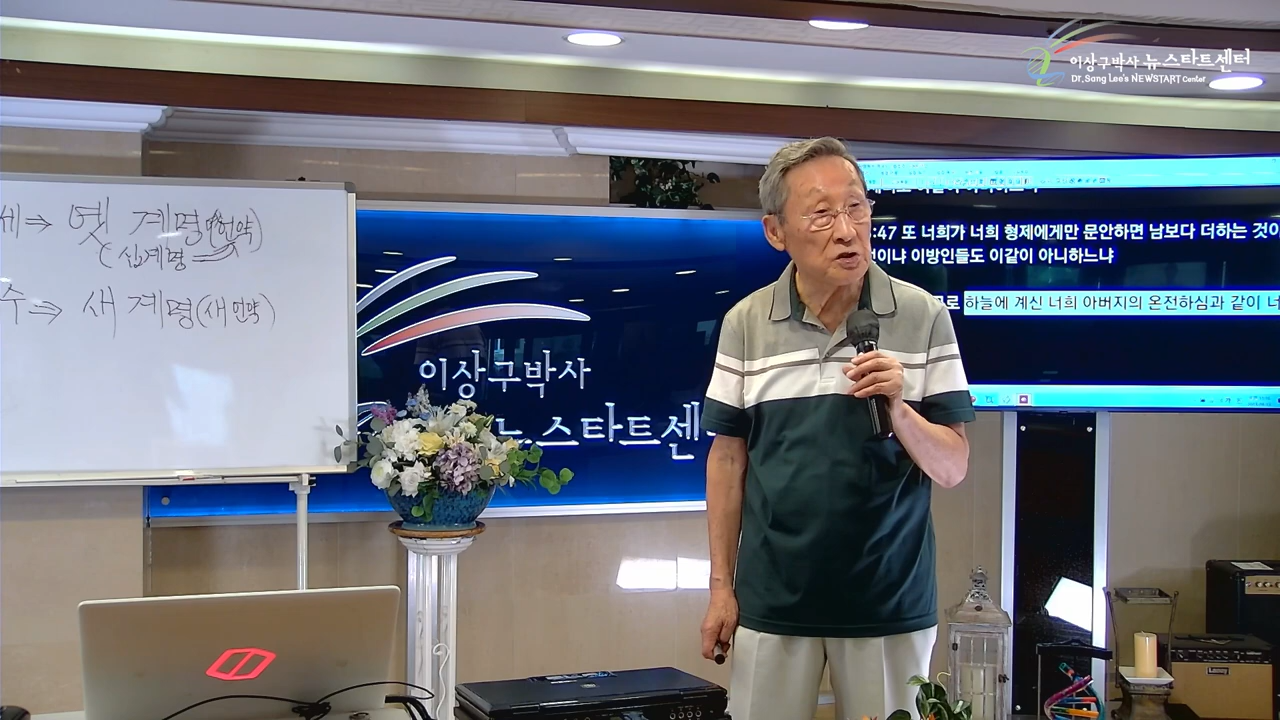 이상구박사 뉴스타트센터
Dr. Sang Lee's NEWSTART Center
세⇒ 옛 계명(언약)
(십계명
수⇒ 새 계명(새 언약)
이상구박사
뉴스타트센
:47 또 너희가 너희 형제에게만 문안하면 남보다 더하는 것이
이냐 이방인들도 이같이 아니하느냐
로 하늘에 계신 너희 아버지의 온전하심과 같이 너